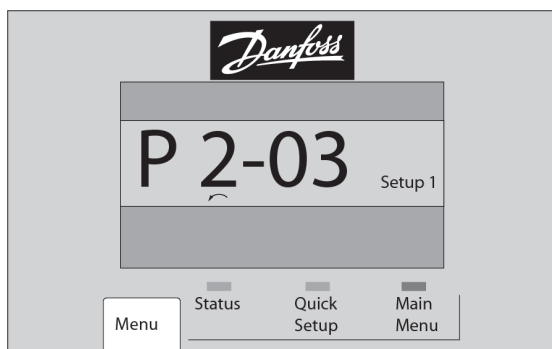 Danfoss
P 2-03
Setup 1
Status
Quick
Setup
Main
Menu
Menu